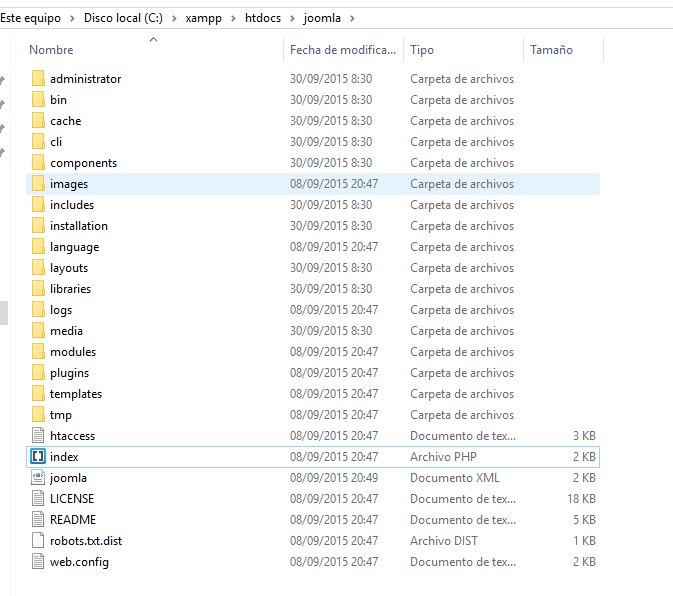 Este equipo > Disco local (C:) > xampp > htdocs > joomla >
Nombre Fecha de modifica... Tipo Tamaño
administrator 30/09/2015 8:30 Carpeta de archivos
bin 30/09/2015 8:30 Carpeta de archivos
cache 30/09/2015 8:30 Carpeta de archivos
cli 30/09/2015 8:30 Carpeta de archivos
components 30/09/2015 8:30 Carpeta de archivos
images 08/09/2015 20:47 Carpeta de archivos
includes 30/09/2015 8:30 Carpeta de archivos
installation 30/09/2015 8:30 Carpeta de archivos
language 08/09/2015 20:47 Carpeta de archivos
layouts 30/09/2015 8:30 Carpeta de archivos
libraries 30/09/2015 8:30 Carpeta de archivos
logs 08/09/2015 20:47 Carpeta de archivos
media 30/09/2015 8:30 Carpeta de archivos
modules 08/09/2015 20:47 Carpeta de archivos
plugins 08/09/2015 20:47 Carpeta de archivos
templates 08/09/2015 20:47 Carpeta de archivos
tmp 08/09/2015 20:47 Carpeta de archivos
htaccess 08/09/2015 20:47 Documento de tex... 3 KB
index 08/09/2015 20:47 Archivo PHP 2 KB
joomla 08/09/2015 20:49 Documento XML 2 KB
LICENSE 08/09/2015 20:47 Documento de tex... 18 KB
README 08/09/2015 20:47 Documento de tex... 5 KB
robots.txt.dist 08/09/2015 20:47 Archivo DIST 1 KB
web.config 08/09/2015 20:47 Documento de tex... 2 KB